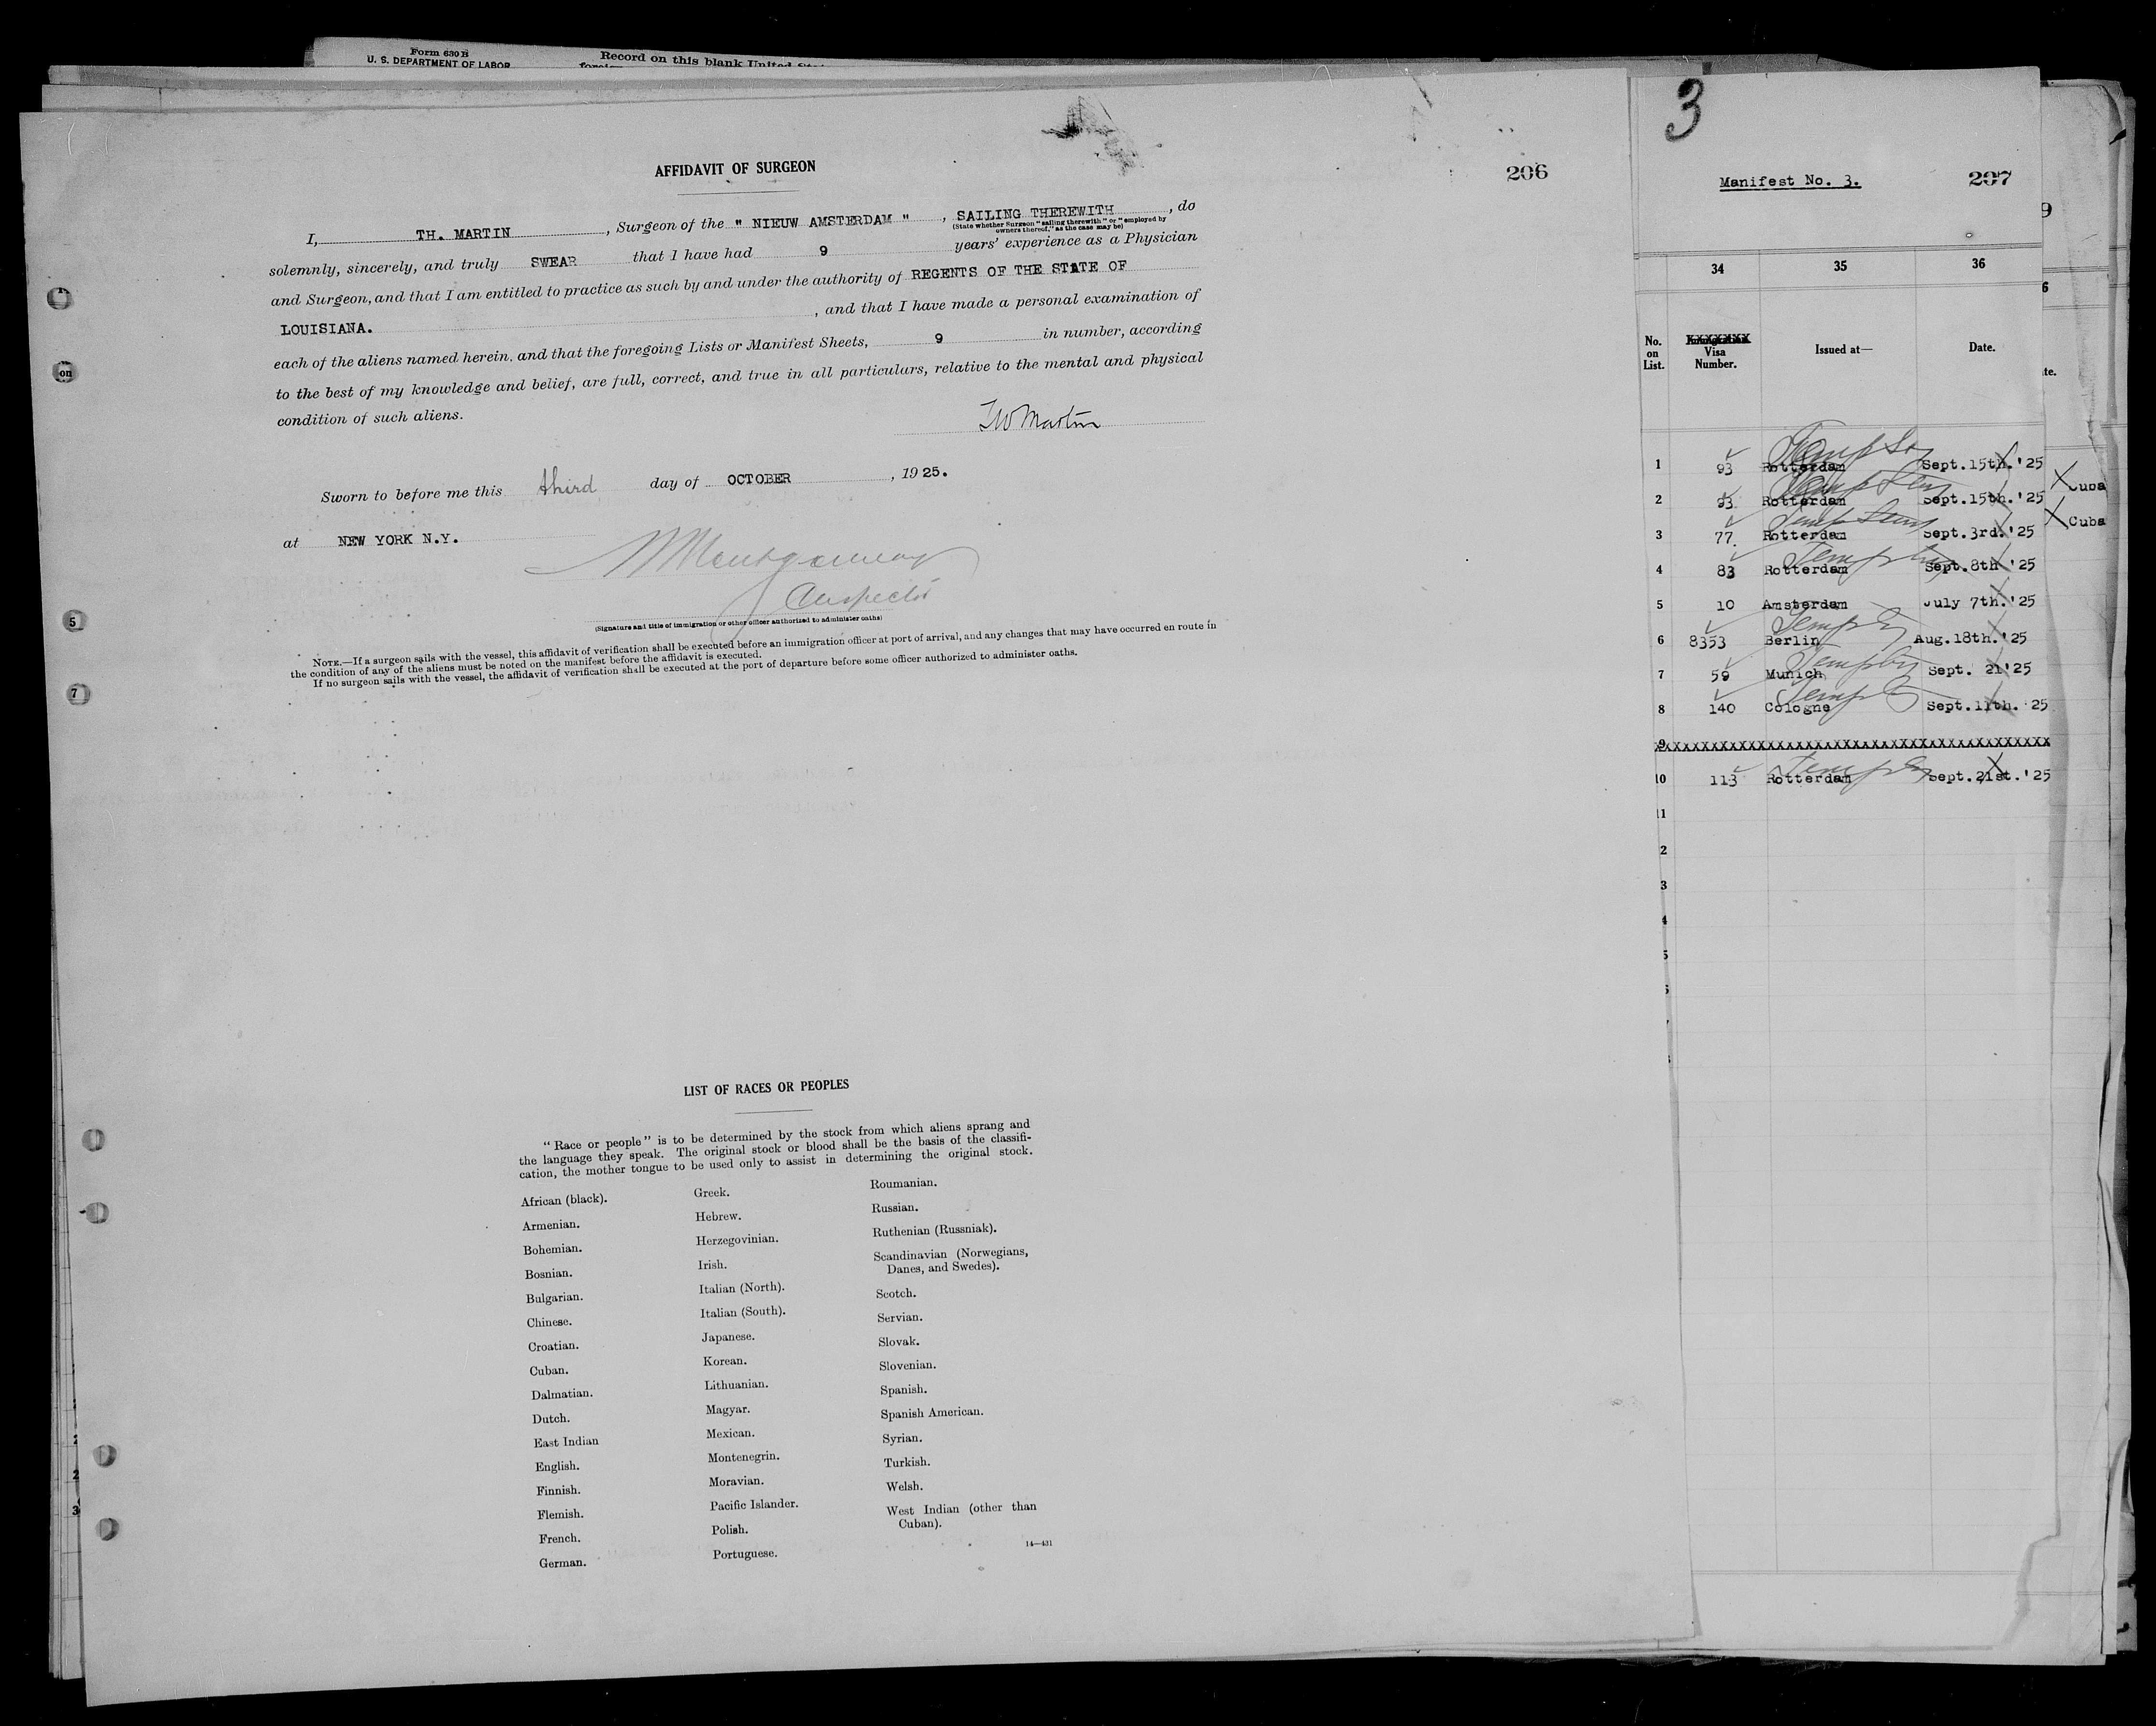 Form 630 B
U. S. DEPARTMENT OF LABOR
Record on this blank United
AFFIDAVIT OF SURGEON
206
I, TH. MARTIN, Surgeon of the " NIEUW AMSTERDAM ", SAILING THEREWITH, do
(State whether Surgeon "sailing therewith" or "employed by
owners thereof," as the case may be)
solemnly, sincerely, and truly SWEAR that I have had 9 years' experience as a Physician
and Surgeon, and that I am entitled to practice as such by and under the authority of REGENTS OF THE STATE OF
LOUISIANA. , and that I have made a personal examination of
each of the aliens named herein, and that the foregoing Lists or Manifest Sheets, 9 in number, according
to the best of my knowledge and belief, are full, correct, and true in all particulars, relative to the mental and physical
condition of such aliens.
Martin
Sworn to before me this third day of OCTOBER, 1925.
at NEW YORK N.Y.
Montgomery
Inspector
(Signature and title of immigration or other officer authorized to administer oaths)
NOTE.—If a surgeon sails with the vessel, this affidavit of verification shall be executed before an immigration officer at port of arrival, and any changes that may have occurred en route in
the condition of any of the aliens must be noted on the manifest before the affidavit is executed.
If no surgeon sails with the vessel, the affidavit of verification shall be executed at the port of departure before some officer authorized to administer oaths.
LIST OF RACES OR PEOPLES
"Race or people" is to be determined by the stock from which aliens sprang and
the language they speak. The original stock or blood shall be the basis of the classifi-
cation, the mother tongue to be used only to assist in determining the original stock.
African (black).
Armenian.
Bohemian.
Bosnian.
Bulgarian.
Chinese.
Croatian.
Cuban.
Dalmatian.
Dutch.
East Indian
English.
Finnish.
Flemish.
French.
German.
Greek.
Hebrew.
Herzegovinian.
Irish.
Italian (North).
Italian (South).
Japanese.
Korean.
Lithuanian.
Magyar.
Mexican.
Montenegrin.
Moravian.
Pacific Islander.
Polish.
Portuguese.
Roumanian.
Russian.
Ruthenian (Russniak).
Scandinavian (Norwegians,
Danes, and Swedes).
Scotch.
Servian.
Slovak.
Slovenian.
Spanish.
Spanish American.
Syrian.
Turkish.
Welsh.
West Indian (other than
Cuban).
14—431
3
Manifest No. 3.
207
34 35 36
No.
on
List.
Visa
Number.
Issued at—
Date.
1 93 Rotterdam Sept.15th.'25
2 93 Rotterdam Sept.15th.'25
3 77 Rotterdam Sept.3rd.'25
4 83 Rotterdam Sept.8th '25
5 10 Amsterdam July 7th.'25
6 8353 Berlin Aug.18th.'25
7 59 Munich Sept. 21'25
8 140 Cologne Sept.11th. 25
9 xxxxxxxxxxxxxxxxxxxxxxxxxxxxxxxxxxxxxxxxx
10 113 Rotterdam Sept.21st.'25
Cuba
Cuba